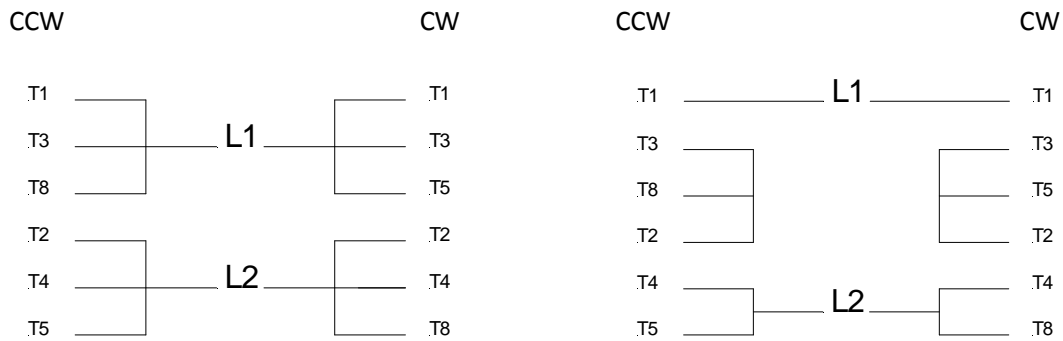 CCW CW CCW CW
T1 T1 T1 L1 T1
T3 L1 T3 T3 T3
T8 T5 T8 T5
T2 T2 T2 T2
T4 L2 T4 T4 T4
L2
T5 T8 T5 T8